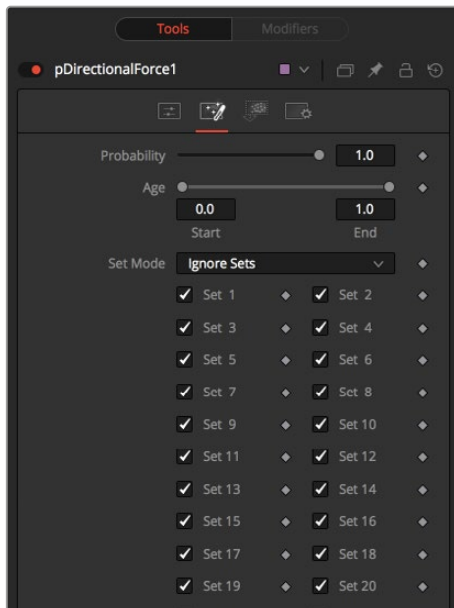 Tools Modifiers
pDirectionalForce1
Probability 1.0
Age
0.0 1.0
Start End
Set Mode Ignore Sets
Set 1 Set 2
Set 3 Set 4
Set 5 Set 6
Set 7 Set 8
Set 9 Set 10
Set 11 Set 12
Set 13 Set 14
Set 15 Set 16
Set 17 Set 18
Set 19 Set 20